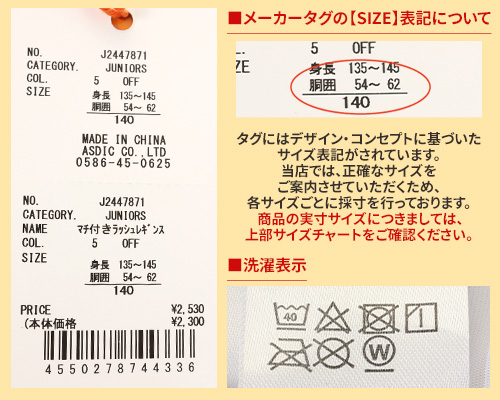 NO. J2447871
CATEGORY. JUNIORS
COL. 5 OFF
SIZE 身長 135〜145
胴囲 54〜 62
140
MADE IN CHINA
ASDIC CO.,LTD
0586-45-0625
NO. J2447871
CATEGORY. JUNIORS
NAME ﾏﾁ付きﾗｯｼｭﾚｷﾞﾝｽ
COL. 5 OFF
SIZE 身長 135〜145
胴囲 54〜 62
140
PRICE ¥2,530
(本体価格 ¥2,300
4550278744336
■メーカータグの【SIZE】表記について
5 OFF
ZE 身長 135〜145
胴囲 54〜 62
140
タグにはデザイン・コンセプトに基づいた
サイズ表記がされています。
当店では、正確なサイズを
ご案内させていただくため、
各サイズごとに採寸を行っております。
商品の実寸サイズにつきましては、
上部サイズチャートをご確認ください。
■洗濯表示
40
W